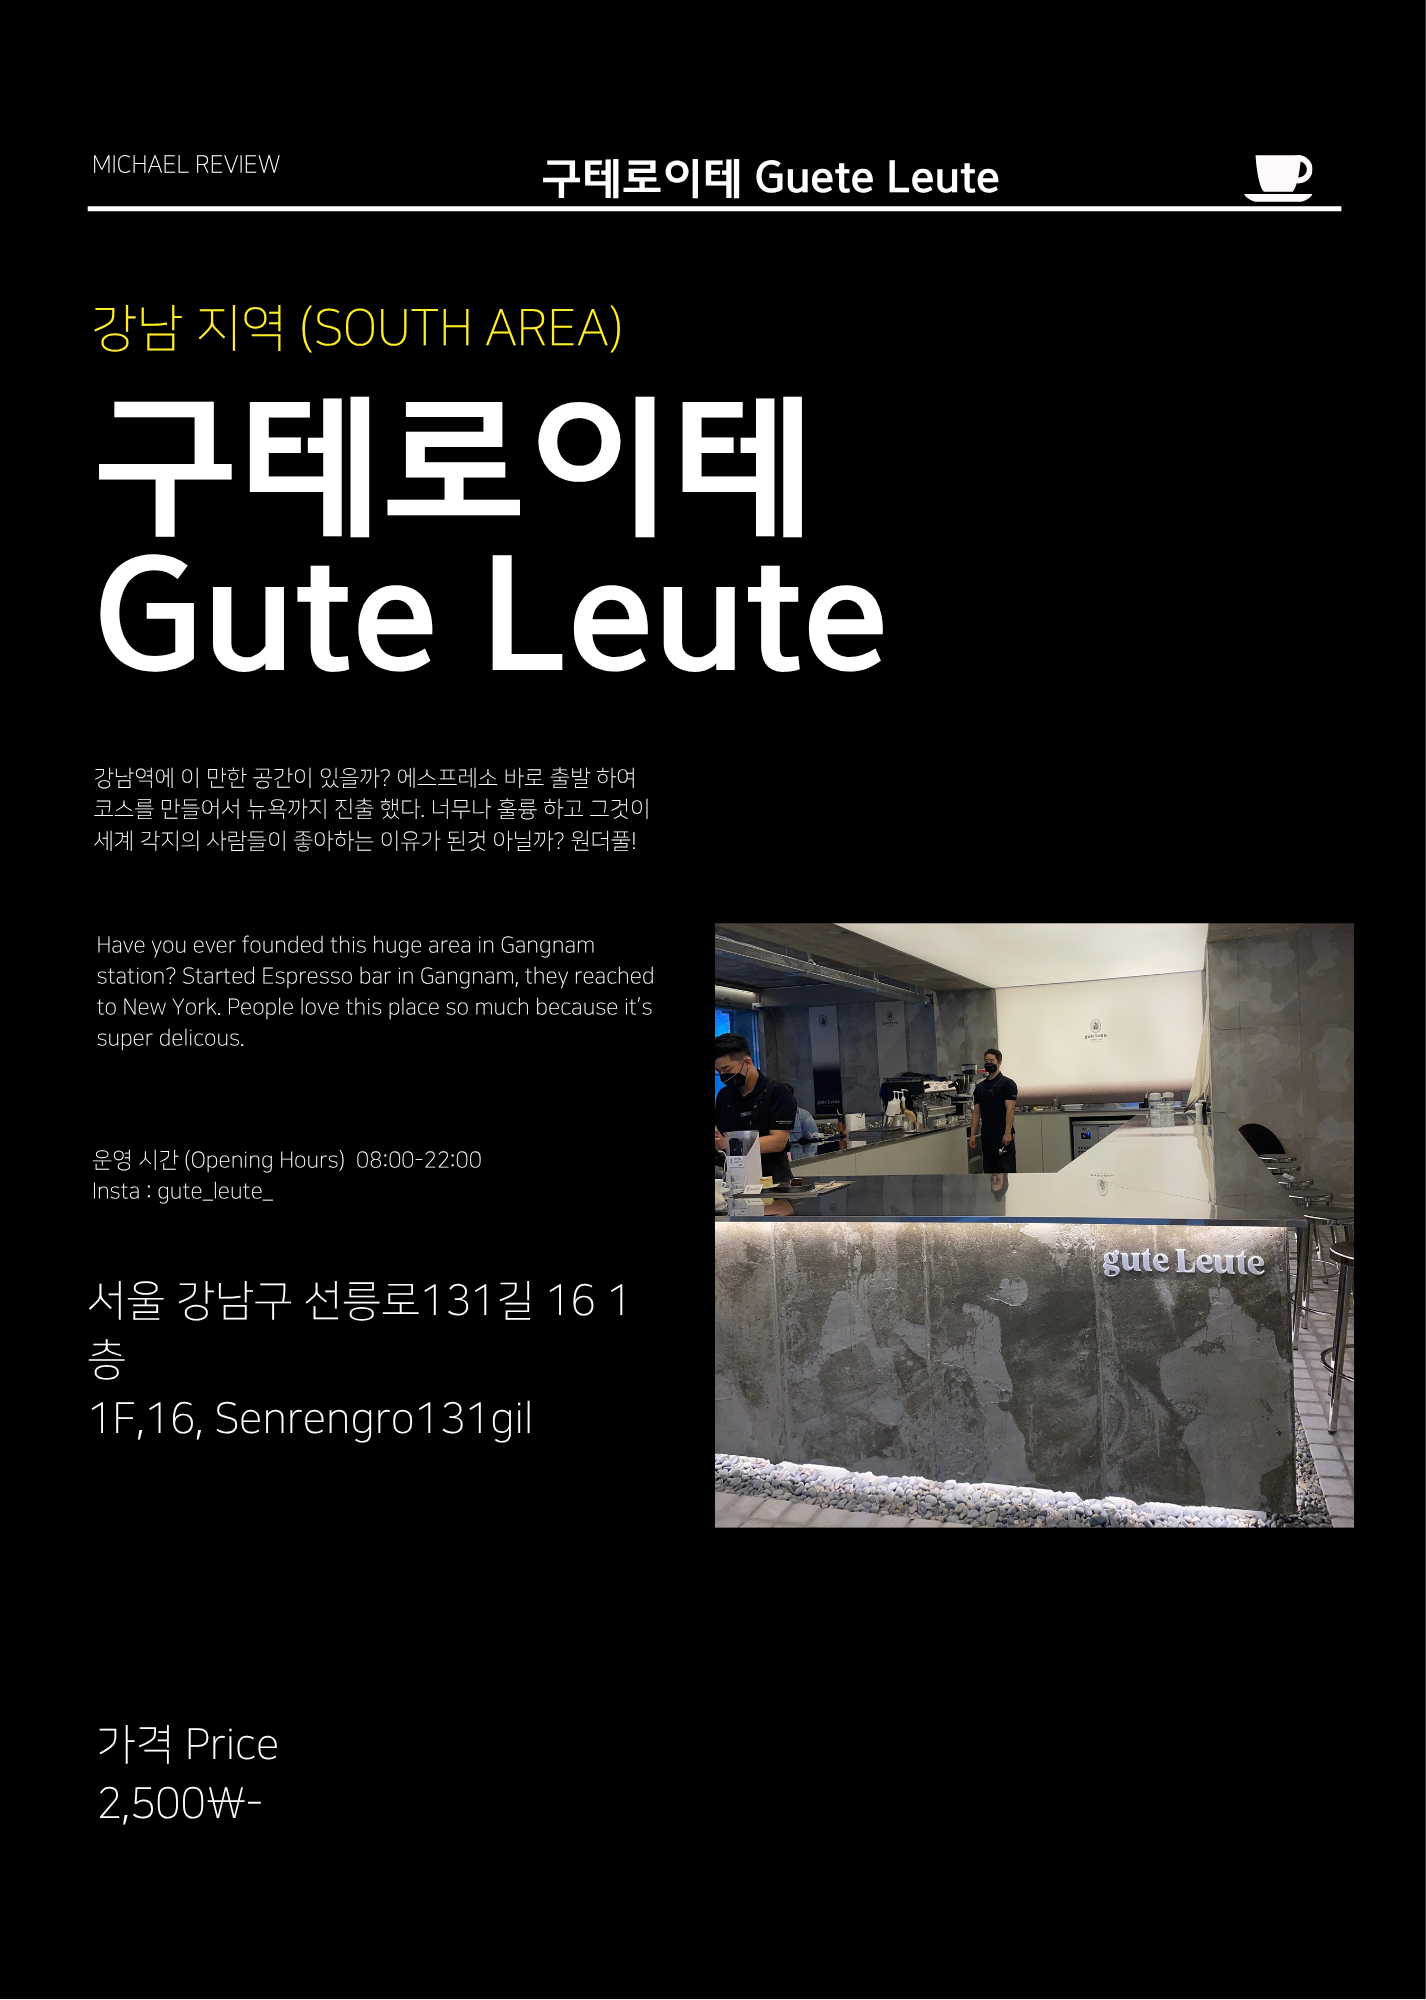 MICHAEL REVIEW
구테로이테 Guete Leute
강남 지역 (SOUTH AREA)
구테로이테
Gute Leute
강남역에 이 만한 공간이 있을까? 에스프레소 바로 출발 하여
코스를 만들어서 뉴욕까지 진출 했다. 너무나 훌륭 하고 그것이
세계 각지의 사람들이 좋아하는 이유가 된것 아닐까? 원더풀!
Have you ever founded this huge area in Gangnam
station? Started Espresso bar in Gangnam, they reached
to New York. People love this place so much because it's
super delicous.
운영 시간 (Opening Hours)  08:00-22:00
Insta : gute_leute_
서울 강남구 선릉로131길 16 1
층
1F,16, Senrengro131gil
gute Leute
gute Leute
gute Leute
가격 Price
2,500₩-